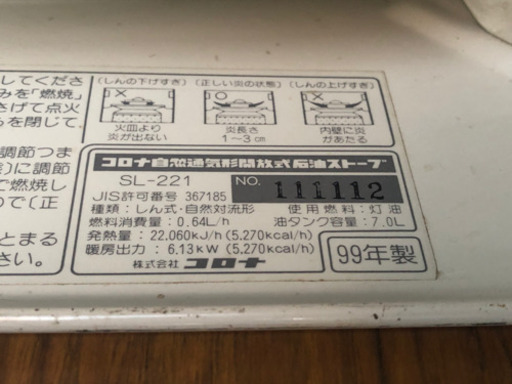 してくださ
みを「燃焼」
さげて点火
らを閉じて
調節つま
に調節
で燃焼し
ので(正
とまる
さい。
(しんの下げすぎ) (正しい炎の状態) (しんの上げすぎ)
火皿より 炎長さ 内壁に炎
炎が出ない 1~3cm があたる
コロナ自然通気形開放式石油ストーブ
SL-221 NO. 111112
JIS許可番号 367185
種類:しん式・自然対流形 使用燃料:灯油
燃料消費量:0.64L/h 油タンク容量:7.0L
発熱量:22,060kJ/h (5,270kcal/h)
暖房出力:6.13kW (5,270kcal/h)
株式会社 コロナ
99年製